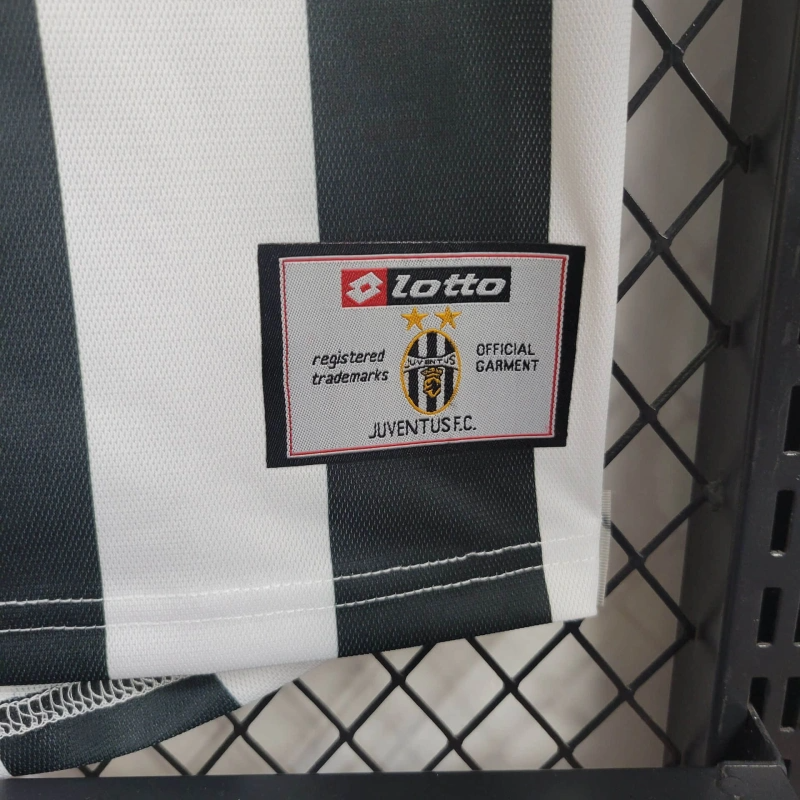 lotto
registered
trademarks
OFFICIAL
GARMENT
JUVENTUS
JUVENTUS F.C.